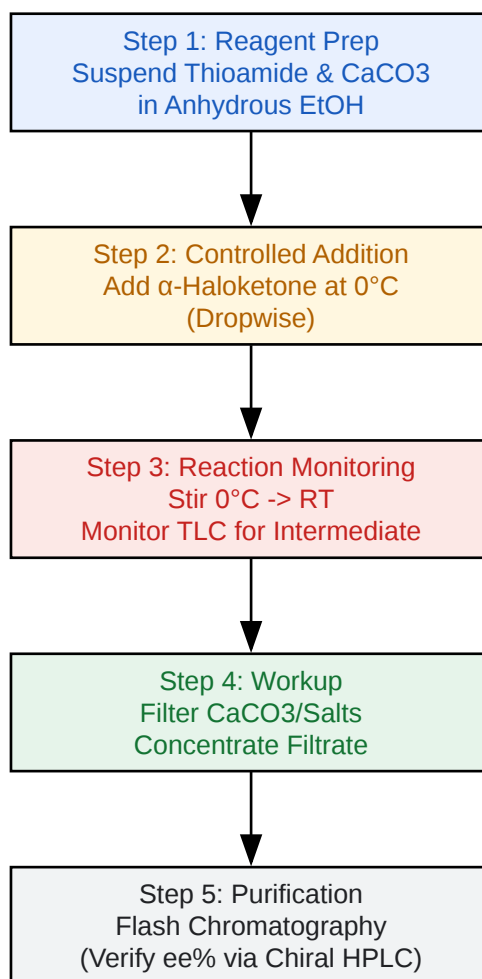 Step 1: Reagent Prep
Suspend Thioamide & CaCO3
in Anhydrous EtOH
Step 2: Controlled Addition
Add α-Haloketone at 0°C
(Dropwise)
Step 3: Reaction Monitoring
Stir 0°C -> RT
Monitor TLC for Intermediate
Step 4: Workup
Filter CaCO3/Salts
Concentrate Filtrate
Step 5: Purification
Flash Chromatography
(Verify ee% via Chiral HPLC)